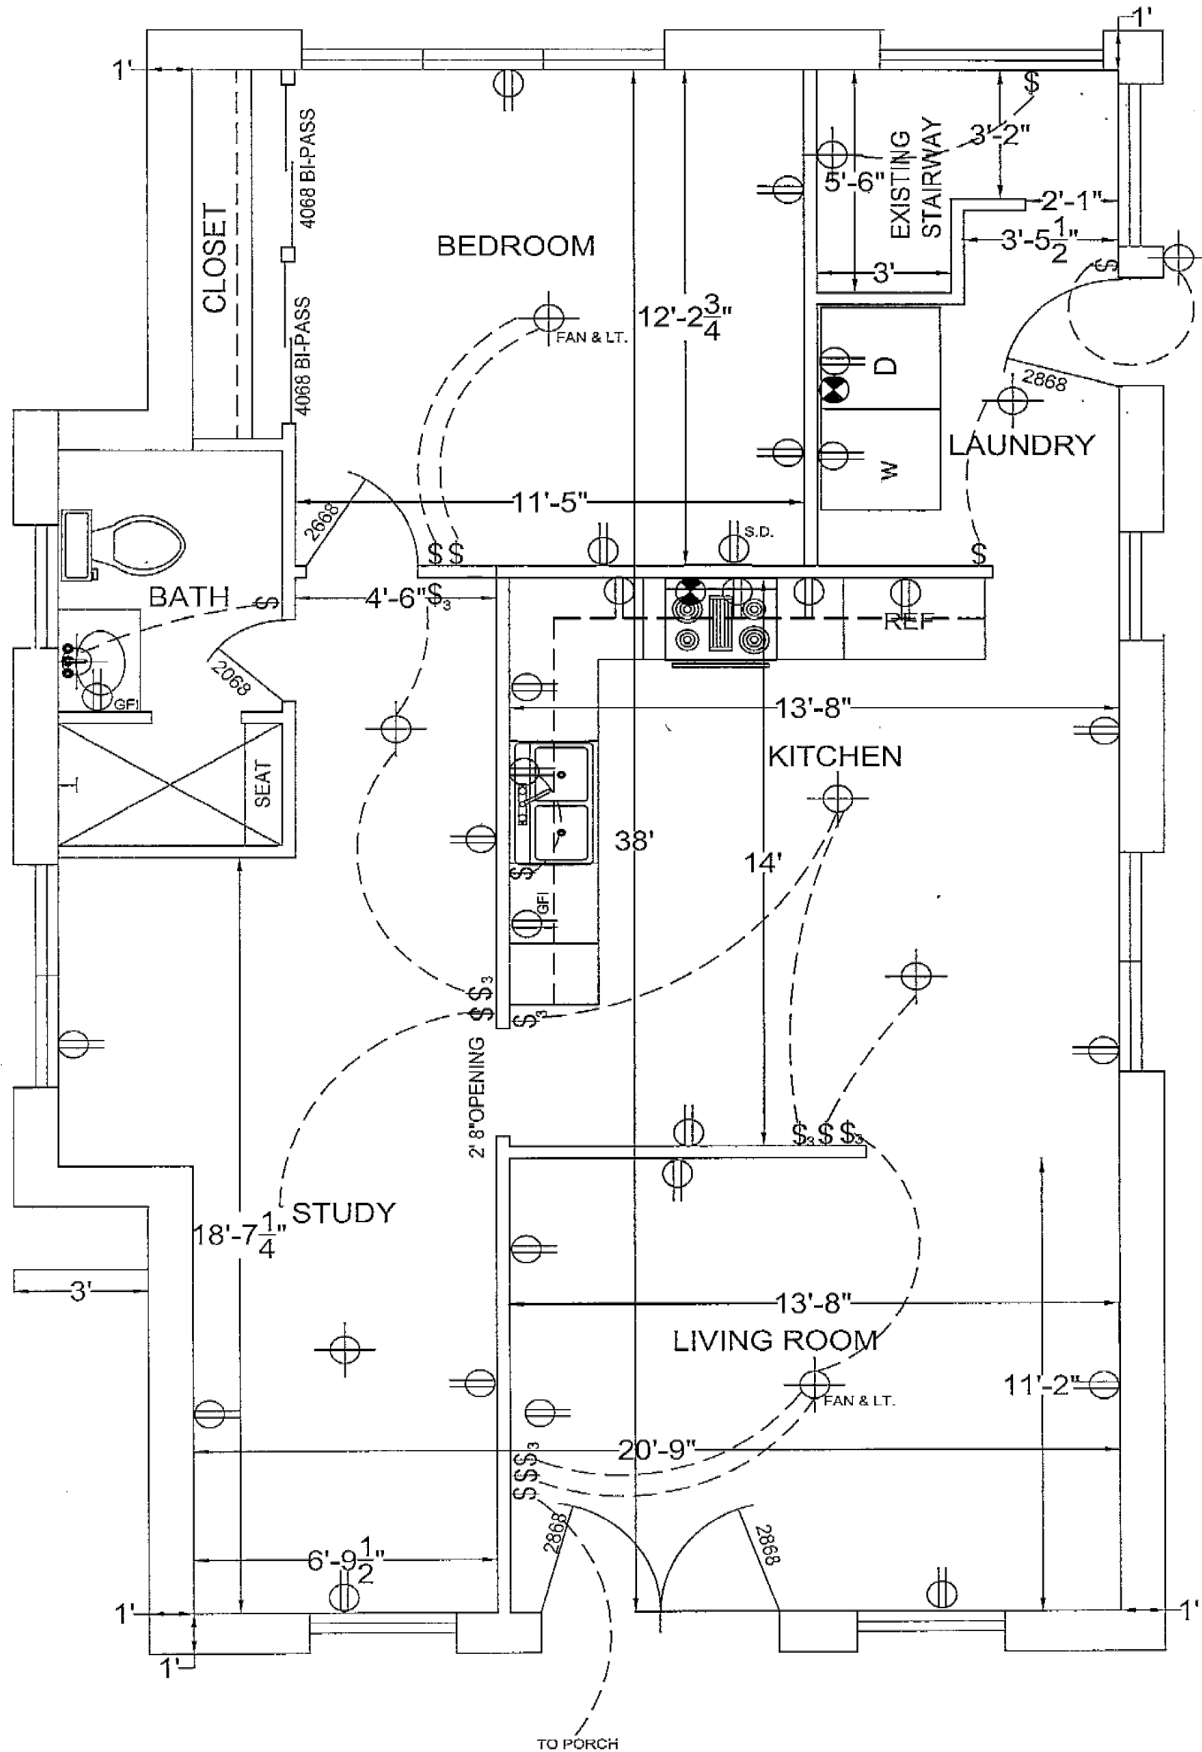 1'
1'
4068 BI-PASS
CLOSET
4068 BI-PASS
BEDROOM
FAN & LT.
12'-2 3/4"
11'-5"
2668
$ $
S.D.
EXISTING
STAIRWAY
$
3'-2"
5'-6"
2'-1"
3'-5 1/2"
3'
$
2868
D
W
LAUNDRY
$
BATH
$
4'-6"
$3
2068
GFI
SEAT
REF
13'-8"
KITCHEN
38'
14'
$
GFI
$ $3
$3
2' 8" OPENING
$3 $ $3
STUDY
18'-7 1/4"
3'
13'-8"
LIVING ROOM
FAN & LT.
11'-2"
20'-9"
$ $ $3
2868
2868
6'-9 1/2"
1'
1'
1'
TO PORCH